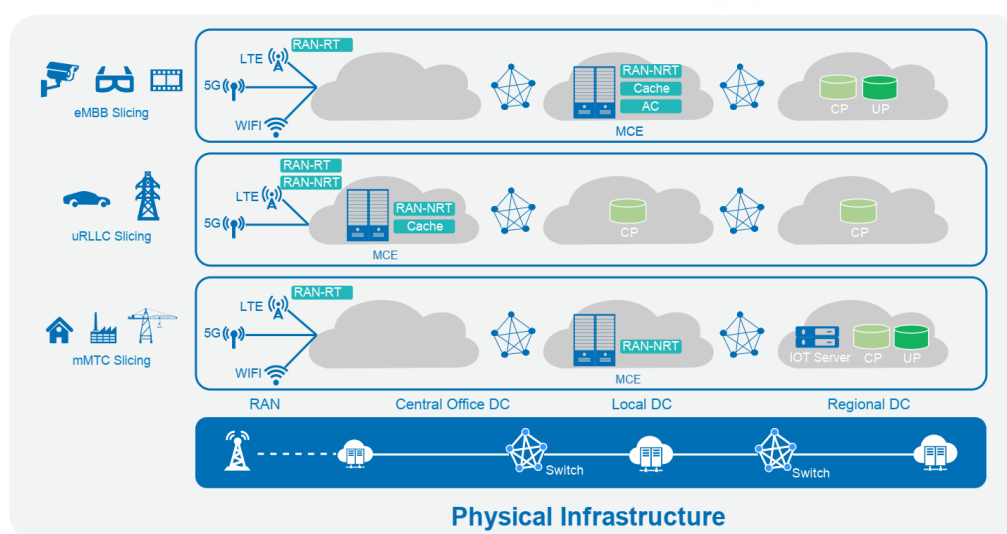 RAN-RT
LTE
5G
WIFI
RAN-NRT
Cache
AC
MCE
CP UP
eMBB Slicing
RAN-RT
RAN-NRT
LTE
5G
RAN-NRT
Cache
MCE
CP
CP
uRLLC Slicing
RAN-RT
LTE
5G
WIFI
RAN-NRT
MCE
IOT Server CP UP
mMTC Slicing
RAN Central Office DC Local DC Regional DC
Switch Switch
Physical Infrastructure